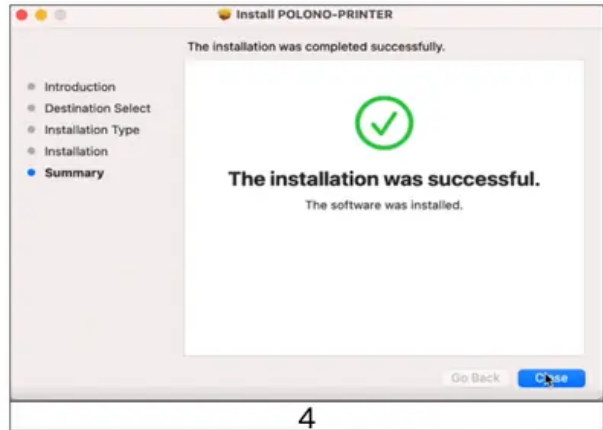 Install POLONO-PRINTER
The installation was completed successfully.
Introduction
Destination Select
Installation Type
Installation
Summary
The installation was successful.
The software was installed.
Go Back
Close
4